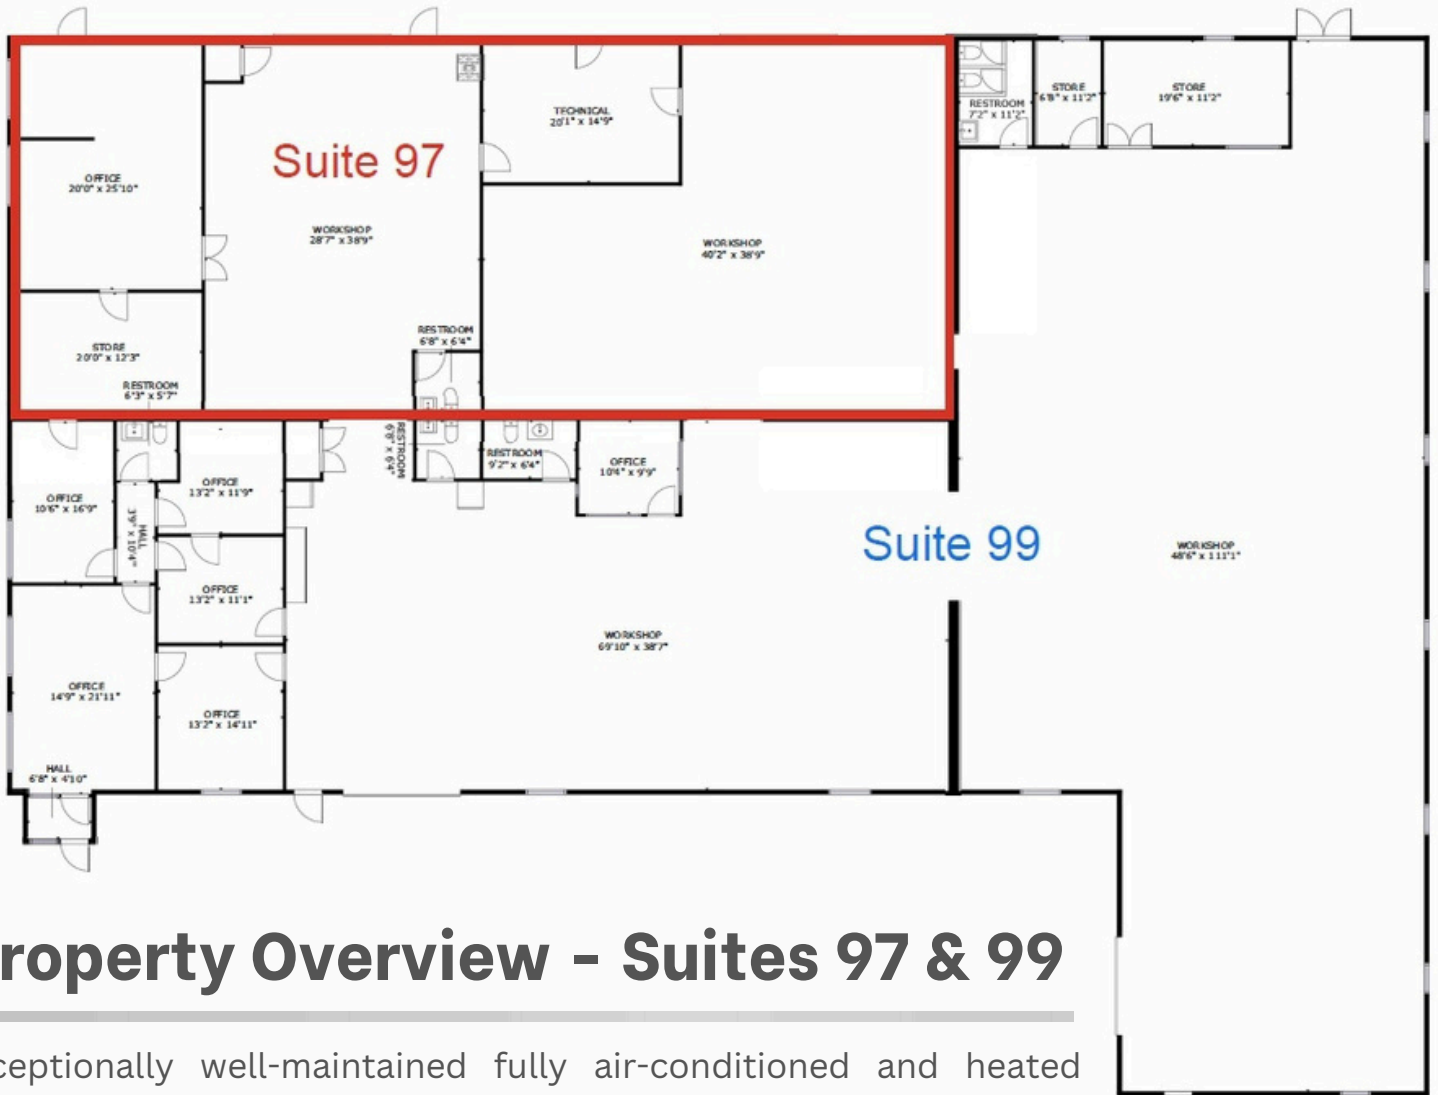 RESTROOM
7'2" x 11'2"
STORE
6'8" x 11'2"
STORE
19'6" x 11'2"
TECHNICAL
20'1" x 14'9"
Suite 97
OFFICE
20'0" x 25'10"
WORKSHOP
28'7" x 38'9"
WORKSHOP
40'2" x 38'9"
RESTROOM
6'8" x 6'4"
STORE
20'0" x 12'3"
RESTROOM
6'3" x 5'7"
RESTROOM
6'8" x 6'4"
RESTROOM
9'2" x 6'4"
OFFICE
10'4" x 9'9"
OFFICE
13'2" x 11'9"
OFFICE
10'6" x 16'9"
HALL
3'9" x 10'4"
Suite 99
WORKSHOP
48'6" x 111'1"
OFFICE
13'2" x 11'1"
WORKSHOP
69'10" x 38'7"
OFFICE
14'9" x 21'11"
OFFICE
13'2" x 14'11"
HALL
6'8" x 4'10"
roperty Overview - Suites 97 & 99
ceptionally well-maintained fully air-conditioned and heated